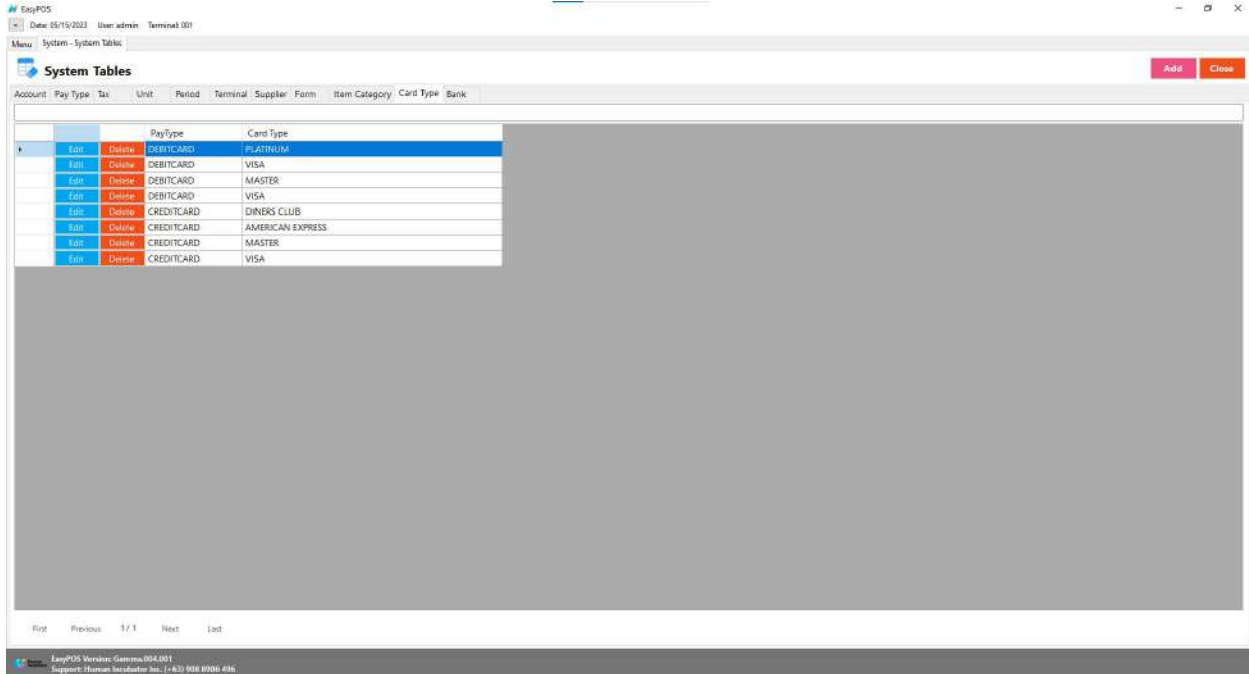 EasyPOS
Date: 05/15/2023 User: admin Terminal: 001
Menu System - System Tables
System Tables
Add Close
Account Pay Type Tax Unit Period Terminal Supplier Form Item Category Card Type Bank
PayType Card Type
Edit Delete DEBITCARD PLATINUM
Edit Delete DEBITCARD VISA
Edit Delete DEBITCARD MASTER
Edit Delete DEBITCARD VISA
Edit Delete CREDITCARD DINERS CLUB
Edit Delete CREDITCARD AMERICAN EXPRESS
Edit Delete CREDITCARD MASTER
Edit Delete CREDITCARD VISA
First Previous 1 / 1 Next Last
EasyPOS Version: Gamma.004.001
Support: Human Incubator Inc. (+63) 908 8906 496